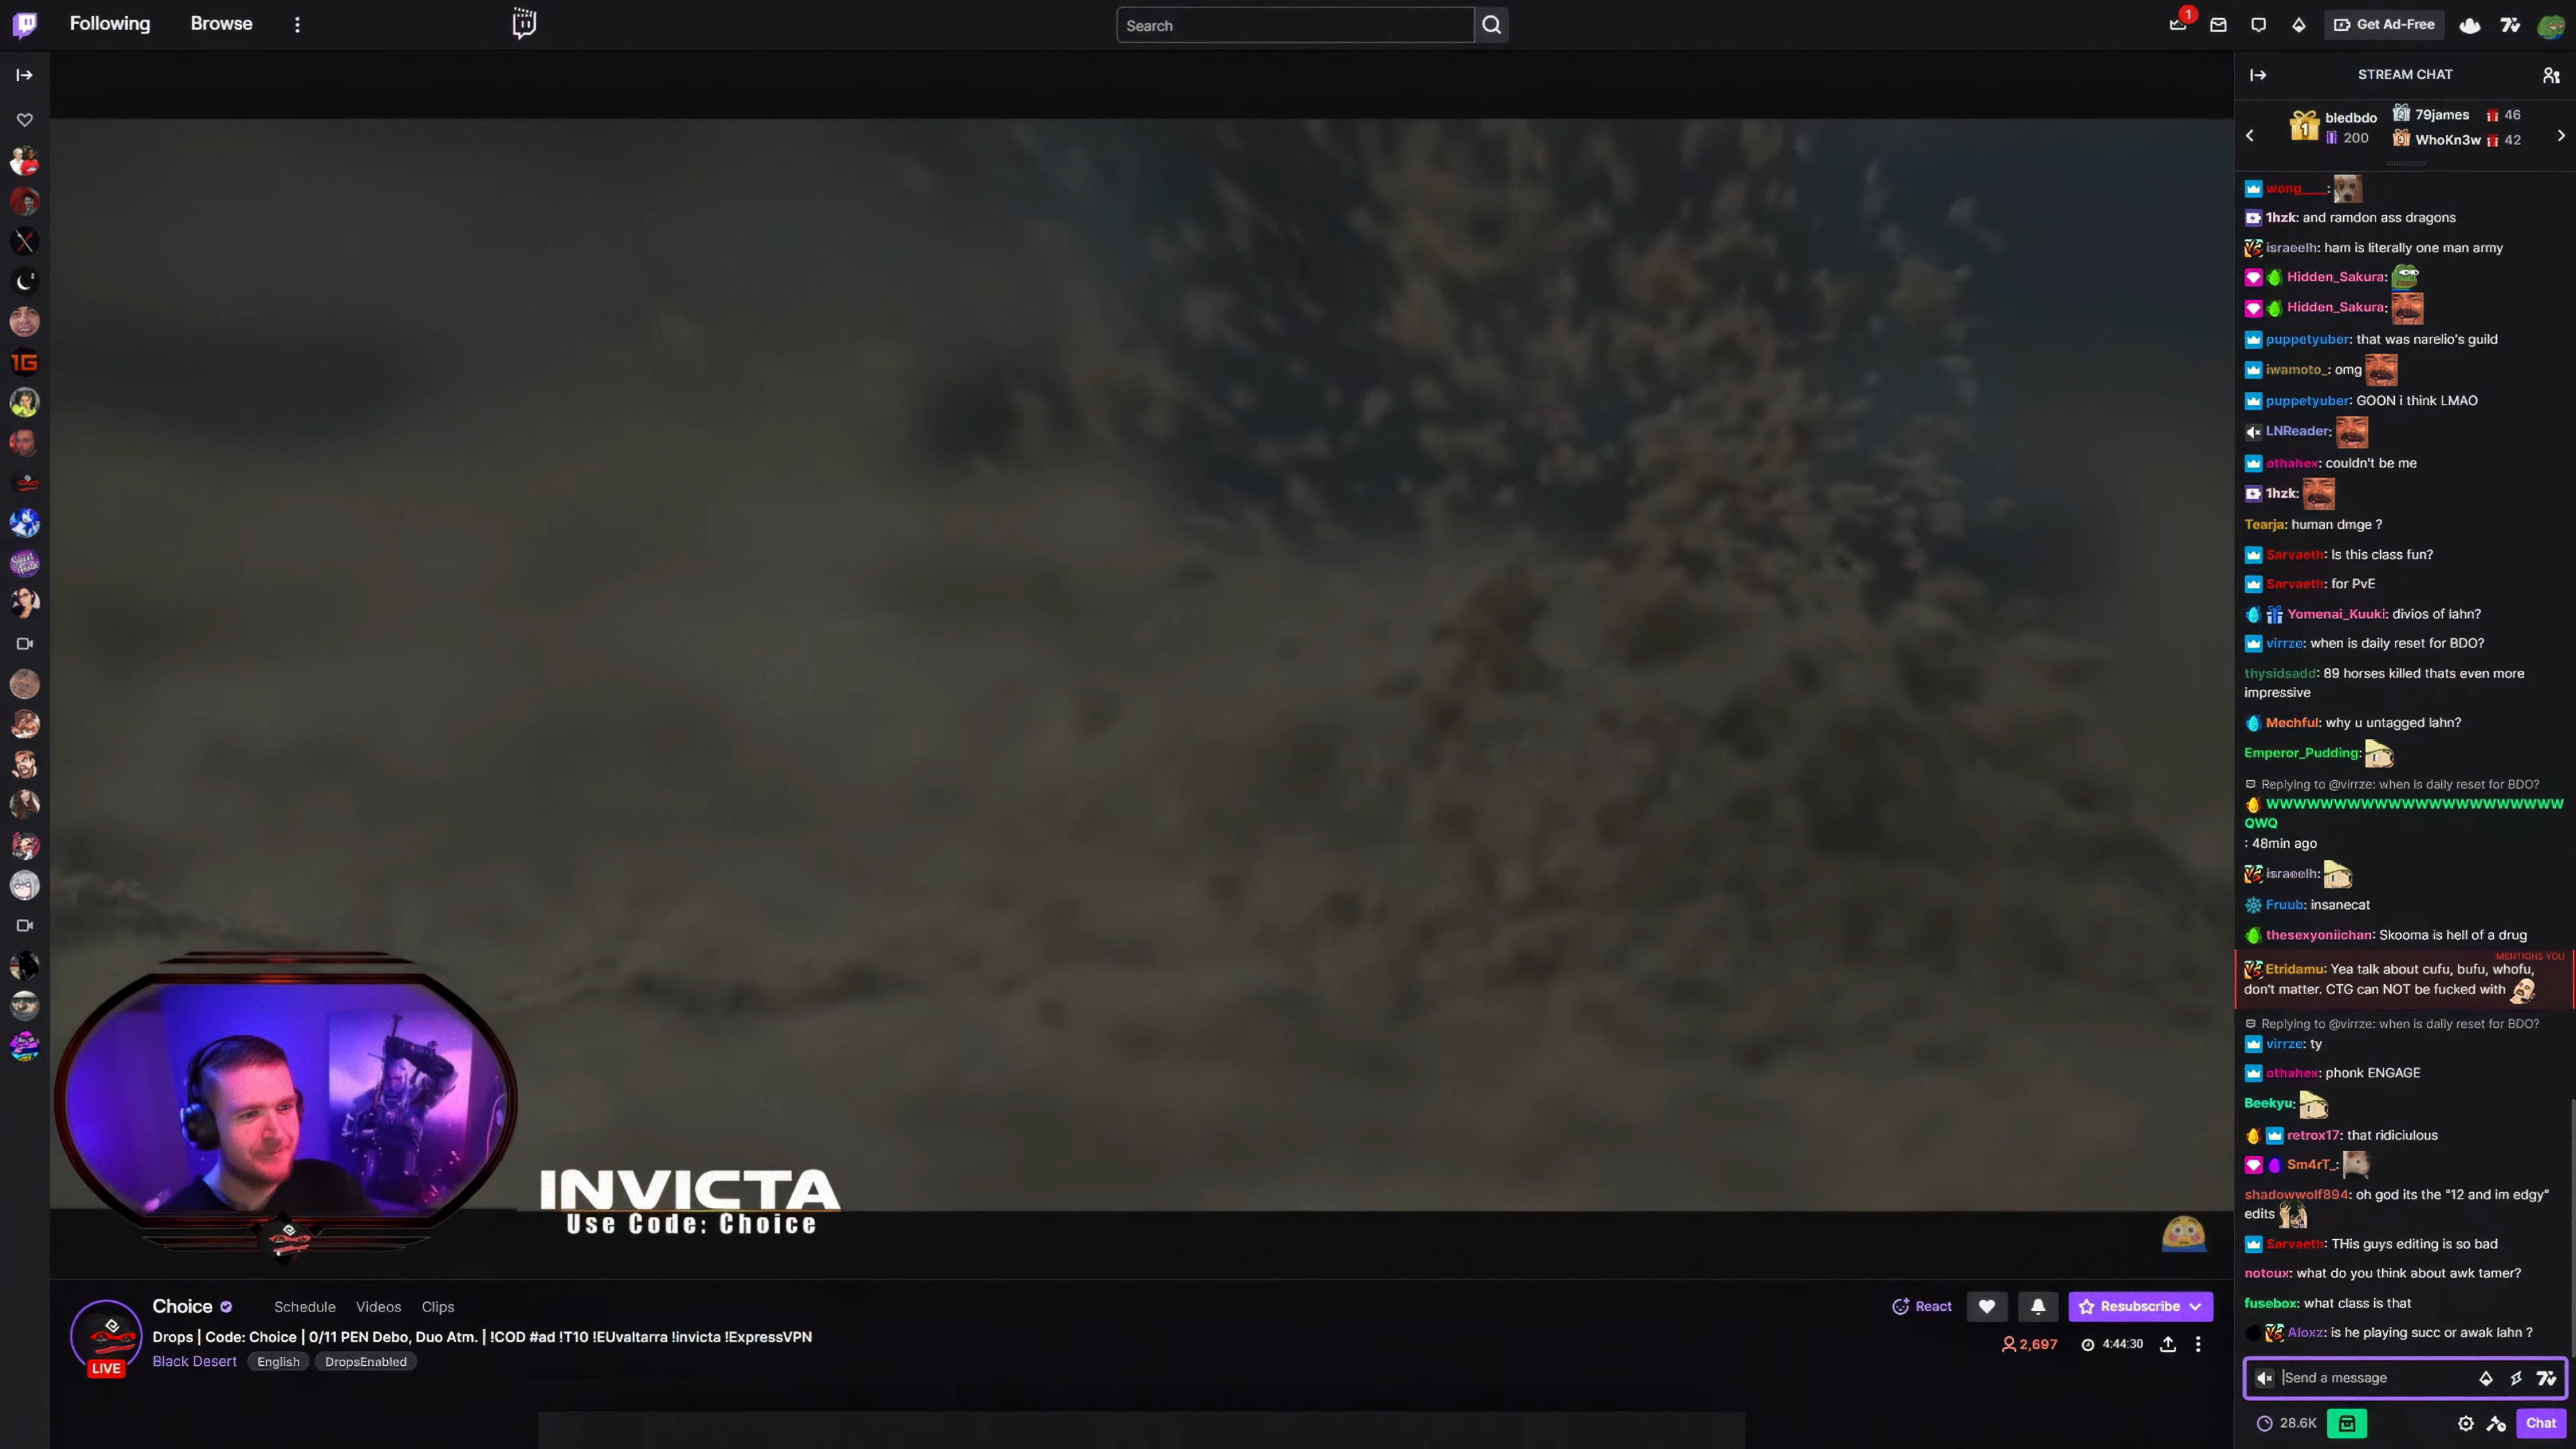 Following
Browse
Search
1
Get Ad-Free
STREAM CHAT
1
bledbdo
200
79james 46
WhoKn3w 42
wong___:
1hzk: and ramdon ass dragons
israeelh: ham is literally one man army
Hidden_Sakura:
Hidden_Sakura:
puppetyuber: that was narelio's guild
iwamoto_: omg
puppetyuber: GOON i think LMAO
LNReader:
othahex: couldn't be me
1hzk:
Tearja: human dmge ?
Sarvaeth: Is this class fun?
Sarvaeth: for PvE
Yomenai_Kuuki: divios of lahn?
virrze: when is daily reset for BDO?
thysidsadd: 89 horses killed thats even more
impressive
Mechful: why u untagged lahn?
Emperor_Pudding:
Replying to @virrze: when is daily reset for BDO?
WWWWWWWWWWWWWWWWWWWWWW
QWQ
: 48min ago
israeelh:
Fruub: insanecat
thesexyoniichan: Skooma is hell of a drug
MENTIONS YOU
Etridamu: Yea talk about cufu, bufu, whofu,
don't matter. CTG can NOT be fucked with
Replying to @virrze: when is daily reset for BDO?
virrze: ty
othahex: phonk ENGAGE
Beekyu:
retrox17: that ridiciulous
Sm4rT_:
shadowwolf894: oh god its the "12 and im edgy"
edits
Sarvaeth: THis guys editing is so bad
notcux: what do you think about awk tamer?
fusebox: what class is that
Aloxz: is he playing succ or awak lahn ?
Send a message
28.6K
Chat
1G
INVICTA
Use Code: Choice
LIVE
Choice
Schedule
Videos
Clips
Drops | Code: Choice | 0/11 PEN Debo, Duo Atm. | !COD #ad !T10 !EUvaltarra !invicta !ExpressVPN
Black Desert
English
DropsEnabled
React
Resubscribe
2,697
4:44:30